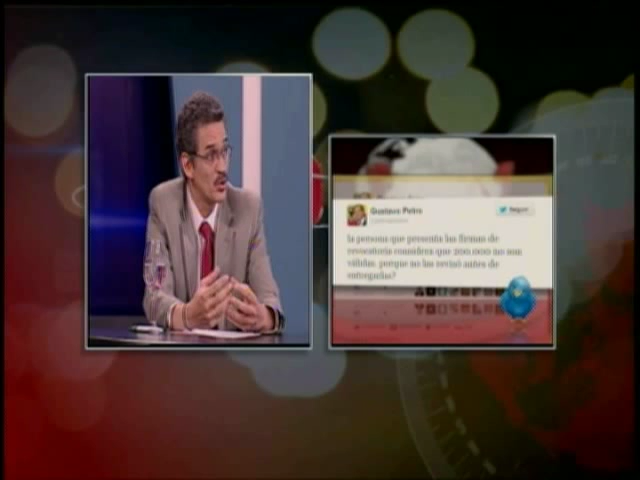 Gustavo Petro
Seguir
la persona que presenta las firmas de
revocatoria considera que 200.000 no son
válidas, porque no las revisó antes de
entregarlas?